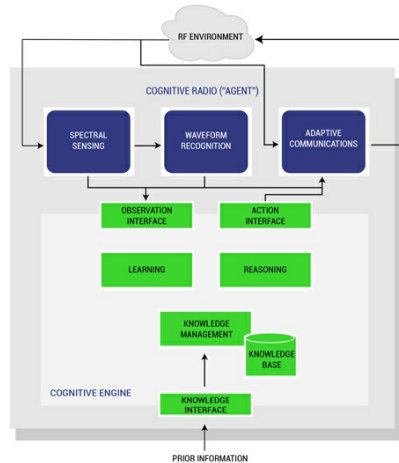 RF ENVIRONMENT
COGNITIVE RADIO ("AGENT")
SPECTRAL
SENSING
WAVEFORM
RECOGNITION
ADAPTIVE
COMMUNICATIONS
OBSERVATION
INTERFACE
ACTION
INTERFACE
LEARNING
REASONING
KNOWLEDGE
MANAGEMENT
KNOWLEDGE
BASE
COGNITIVE ENGINE
KNOWLEDGE
INTERFACE
PRIOR INFORMATION